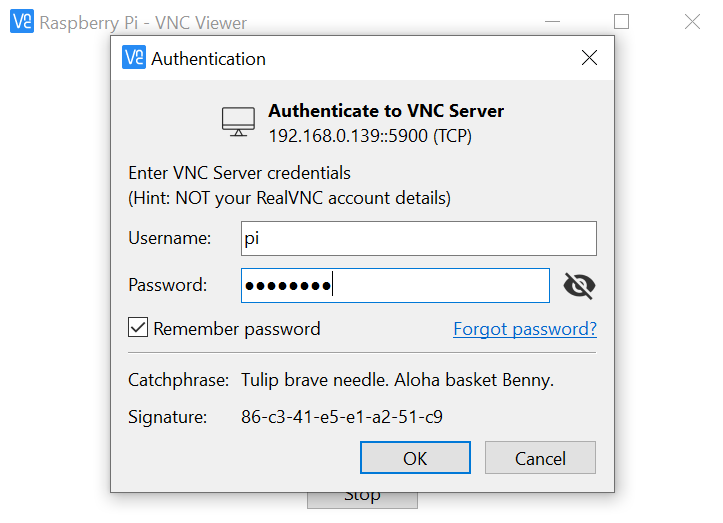 Raspberry Pi - VNC Viewer
Authentication
Authenticate to VNC Server
192.168.0.139::5900 (TCP)
Enter VNC Server credentials
(Hint: NOT your RealVNC account details)
Username: pi
Password: ●●●●●●●●
Remember password Forgot password?
Catchphrase: Tulip brave needle. Aloha basket Benny.
Signature: 86-c3-41-e5-e1-a2-51-c9
OK Cancel
Stop